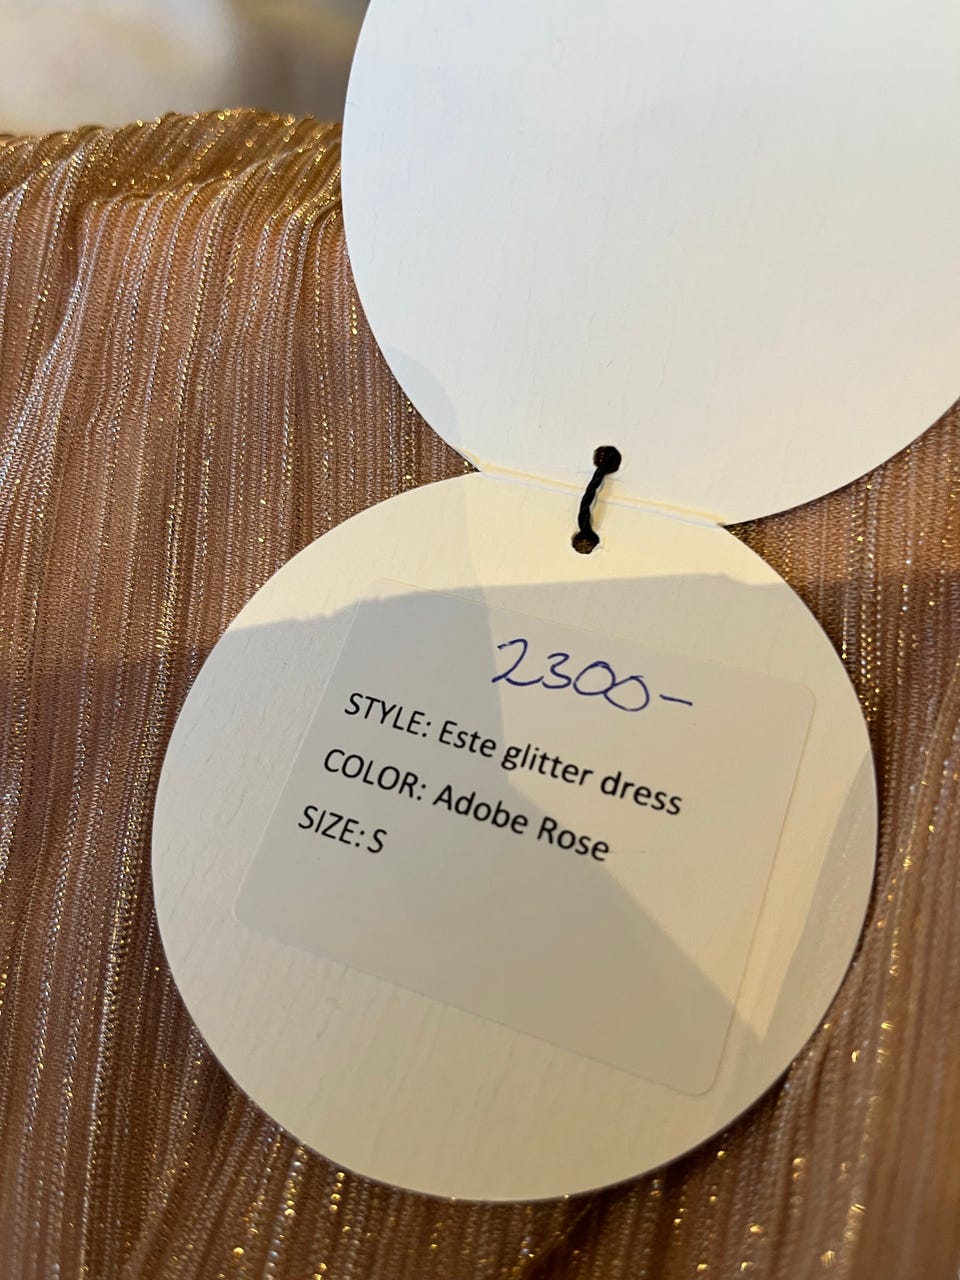 2300-
STYLE: Este glitter dress
COLOR: Adobe Rose
SIZE: S